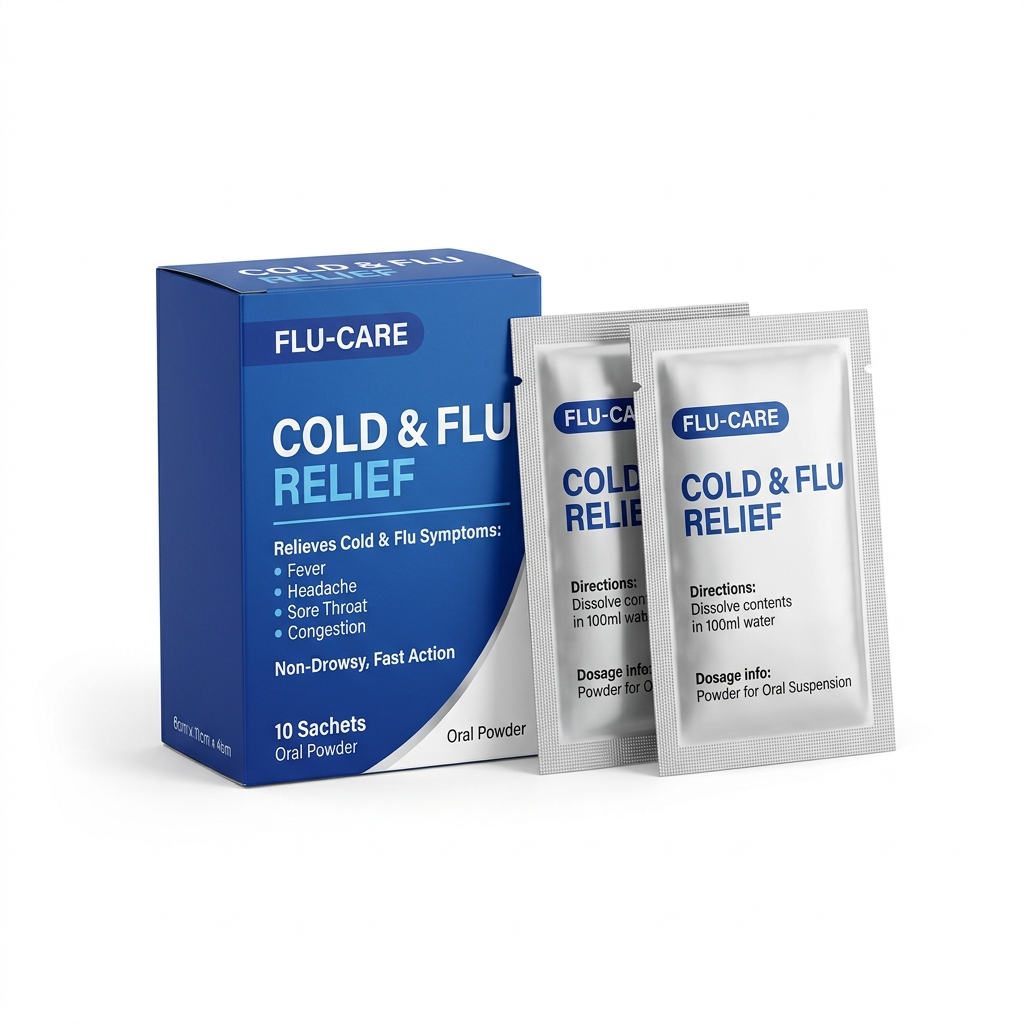 COLD & FLU
RELIEF
FLU-CARE
COLD & FLU
RELIEF
Relieves Cold & Flu Symptoms:
• Fever
• Headache
• Sore Throat
• Congestion
Non-Drowsy, Fast Action
10 Sachets
Oral Powder
Oral Powder
FLU-CA
COLD
RELIE
Directions:
Dissolve con
in 100ml wat
Dosage info:
Powder for O
FLU-CARE
COLD & FLU
RELIEF
Directions:
Dissolve contents
in 100ml water
Dosage info:
Powder for Oral Suspension